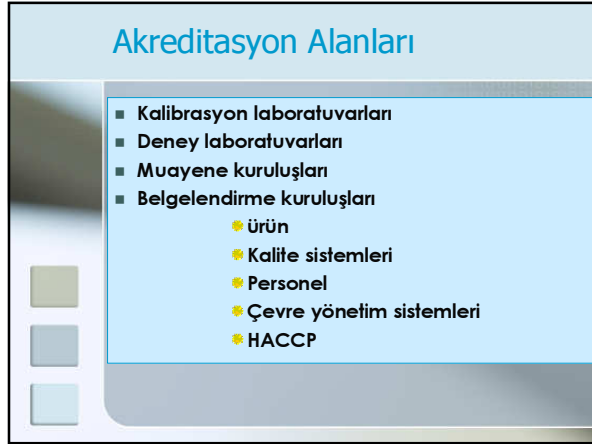 Akreditasyon Alanları
Kalibrasyon laboratuvarları
Deney laboratuvarları
Muayene kuruluşları
Belgelendirme kuruluşları
ürün
Kalite sistemleri
Personel
Çevre yönetim sistemleri
HACCP